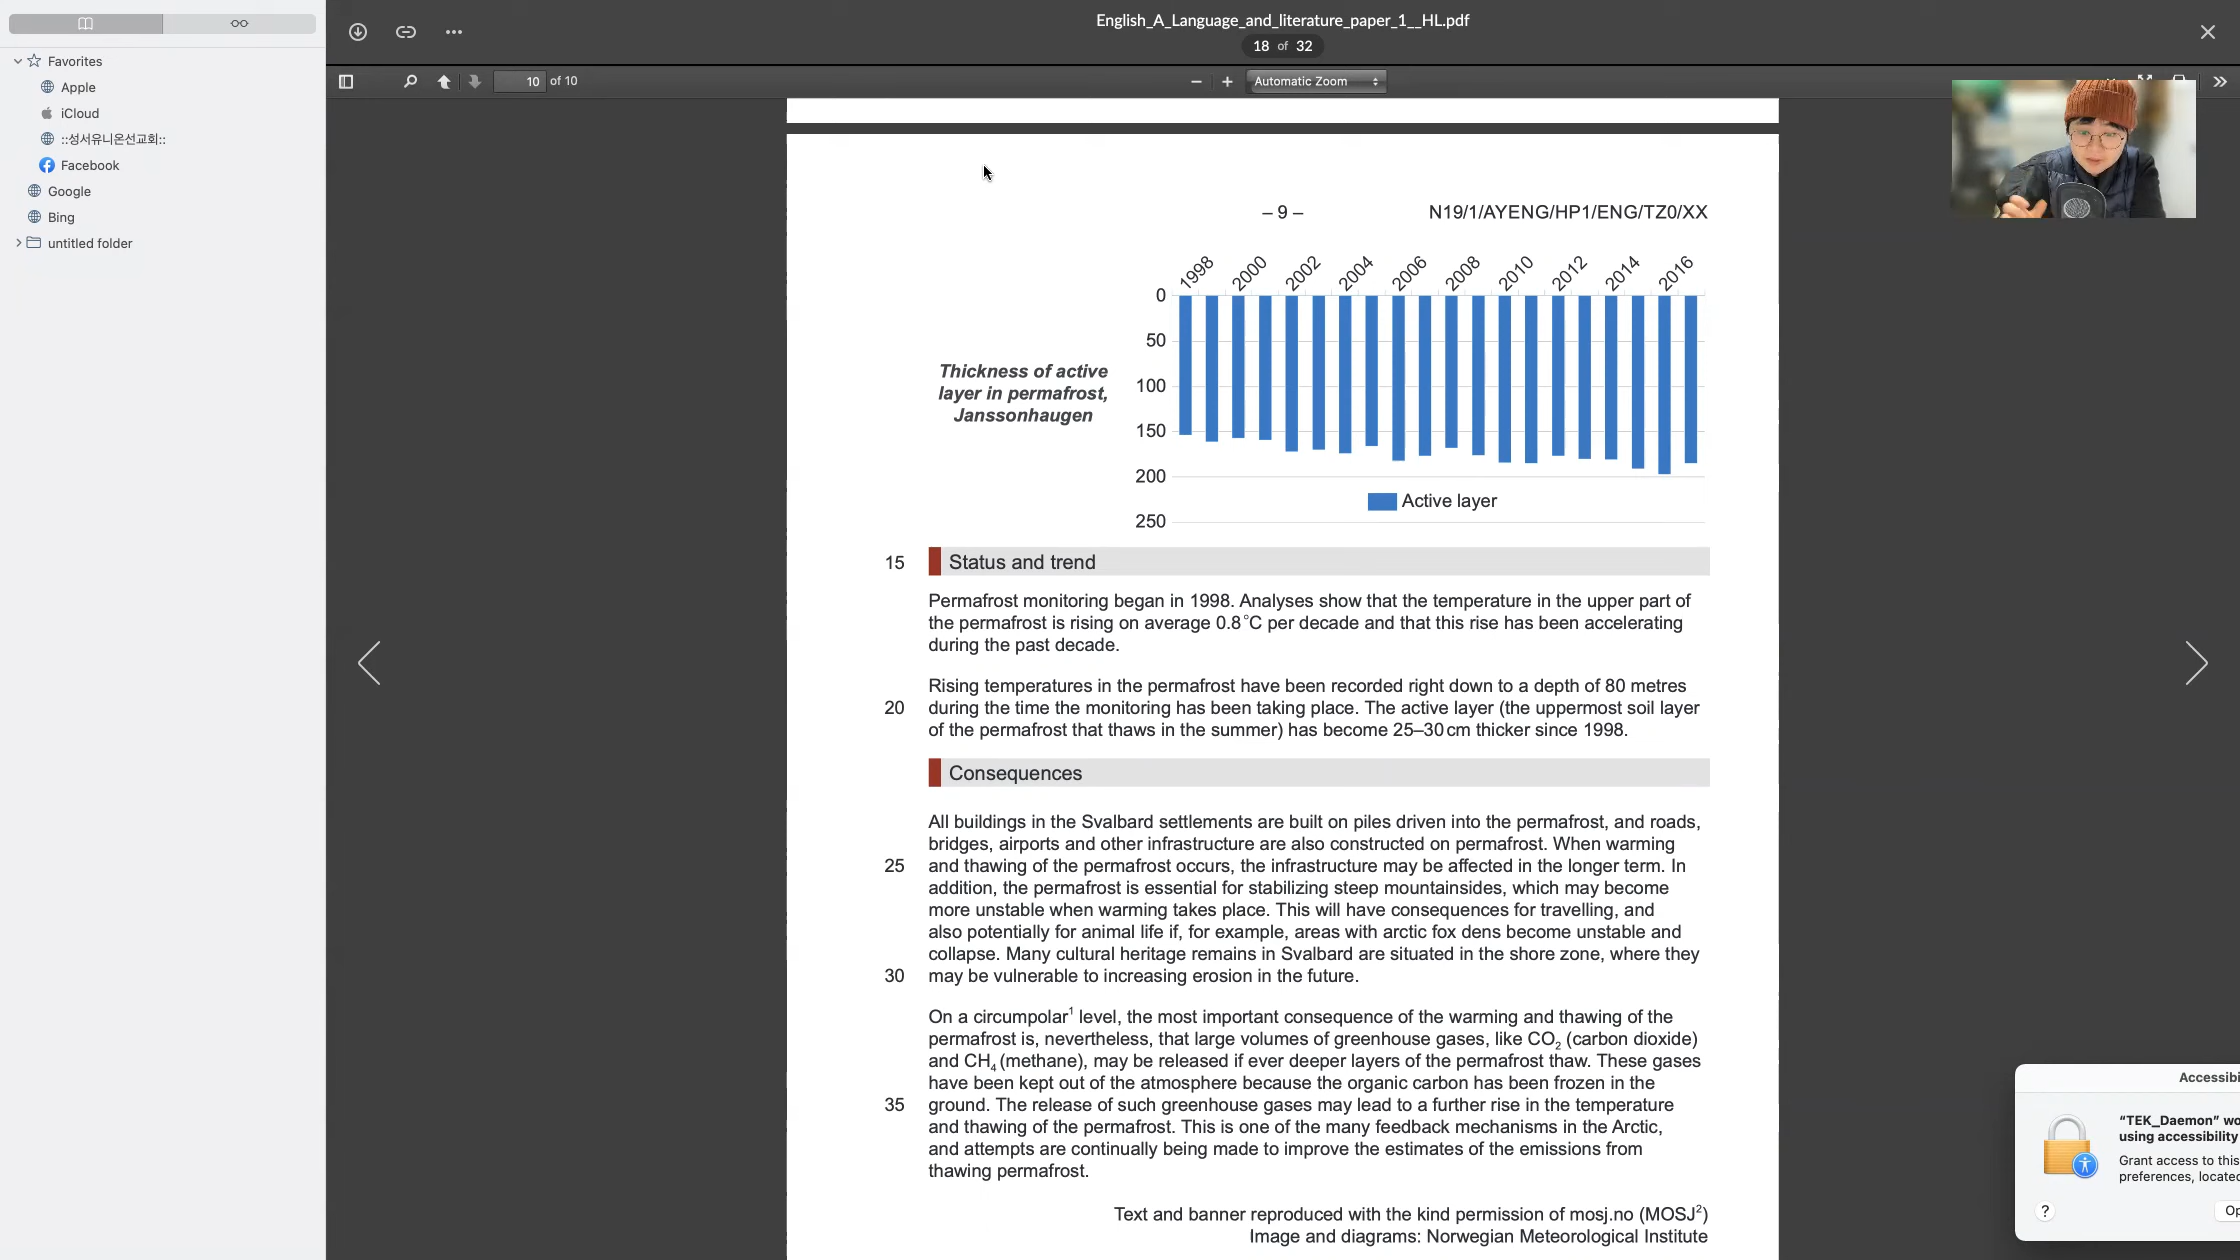 English_A_Language_and_literature_paper_1__HL.pdf
18 of 32
10 of 10
Automatic Zoom
Favorites
Apple
iCloud
::성서유니온선교회::
Facebook
Google
Bing
untitled folder
– 9 –
N19/1/AYENG/HP1/ENG/TZ0/XX
1998 2000 2002 2004 2006 2008 2010 2012 2014 2016
0
50
100
150
200
250
Thickness of active
layer in permafrost,
Janssonhaugen
Active layer
15 Status and trend
Permafrost monitoring began in 1998. Analyses show that the temperature in the upper part of
the permafrost is rising on average 0.8°C per decade and that this rise has been accelerating
during the past decade.
Rising temperatures in the permafrost have been recorded right down to a depth of 80 metres
20 during the time the monitoring has been taking place. The active layer (the uppermost soil layer
of the permafrost that thaws in the summer) has become 25–30 cm thicker since 1998.
Consequences
All buildings in the Svalbard settlements are built on piles driven into the permafrost, and roads,
bridges, airports and other infrastructure are also constructed on permafrost. When warming
25 and thawing of the permafrost occurs, the infrastructure may be affected in the longer term. In
addition, the permafrost is essential for stabilizing steep mountainsides, which may become
more unstable when warming takes place. This will have consequences for travelling, and
also potentially for animal life if, for example, areas with arctic fox dens become unstable and
collapse. Many cultural heritage remains in Svalbard are situated in the shore zone, where they
30 may be vulnerable to increasing erosion in the future.
On a circumpolar¹ level, the most important consequence of the warming and thawing of the
permafrost is, nevertheless, that large volumes of greenhouse gases, like CO₂ (carbon dioxide)
and CH₄ (methane), may be released if ever deeper layers of the permafrost thaw. These gases
have been kept out of the atmosphere because the organic carbon has been frozen in the
35 ground. The release of such greenhouse gases may lead to a further rise in the temperature
and thawing of the permafrost. This is one of the many feedback mechanisms in the Arctic,
and attempts are continually being made to improve the estimates of the emissions from
thawing permafrost.
Text and banner reproduced with the kind permission of mosj.no (MOSJ²)
Image and diagrams: Norwegian Meteorological Institute
Accessibi
“TEK_Daemon” wo
using accessibility
Grant access to this
preferences, located
?
Op